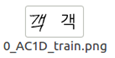 객 객
0_AC1D_train.png